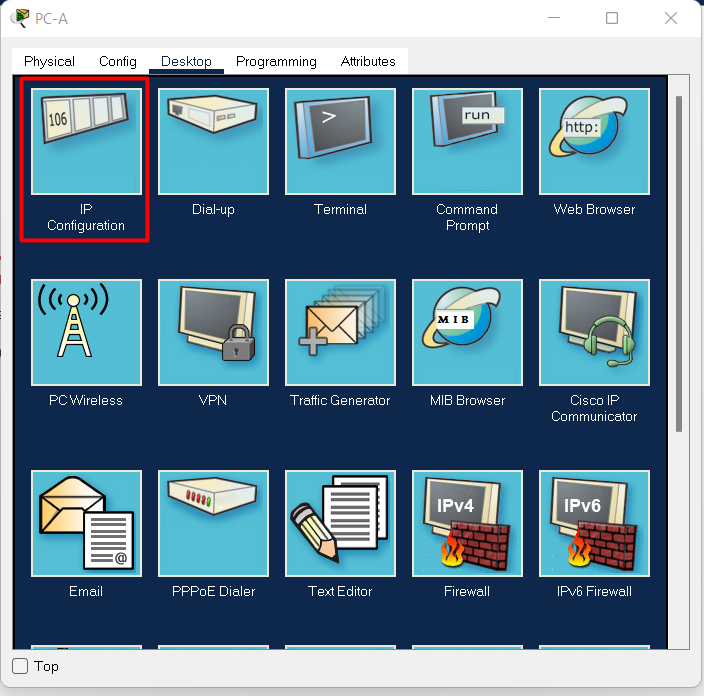 PC-A
Physical Config Desktop Programming Attributes
106
>
run
http:
IP
Configuration
Dial-up
Terminal
Command
Prompt
Web Browser
MIB
PC Wireless
VPN
Traffic Generator
MIB Browser
Cisco IP
Communicator
@
IPv4
IPv6
Email
PPPoE Dialer
Text Editor
Firewall
IPv6 Firewall
Top